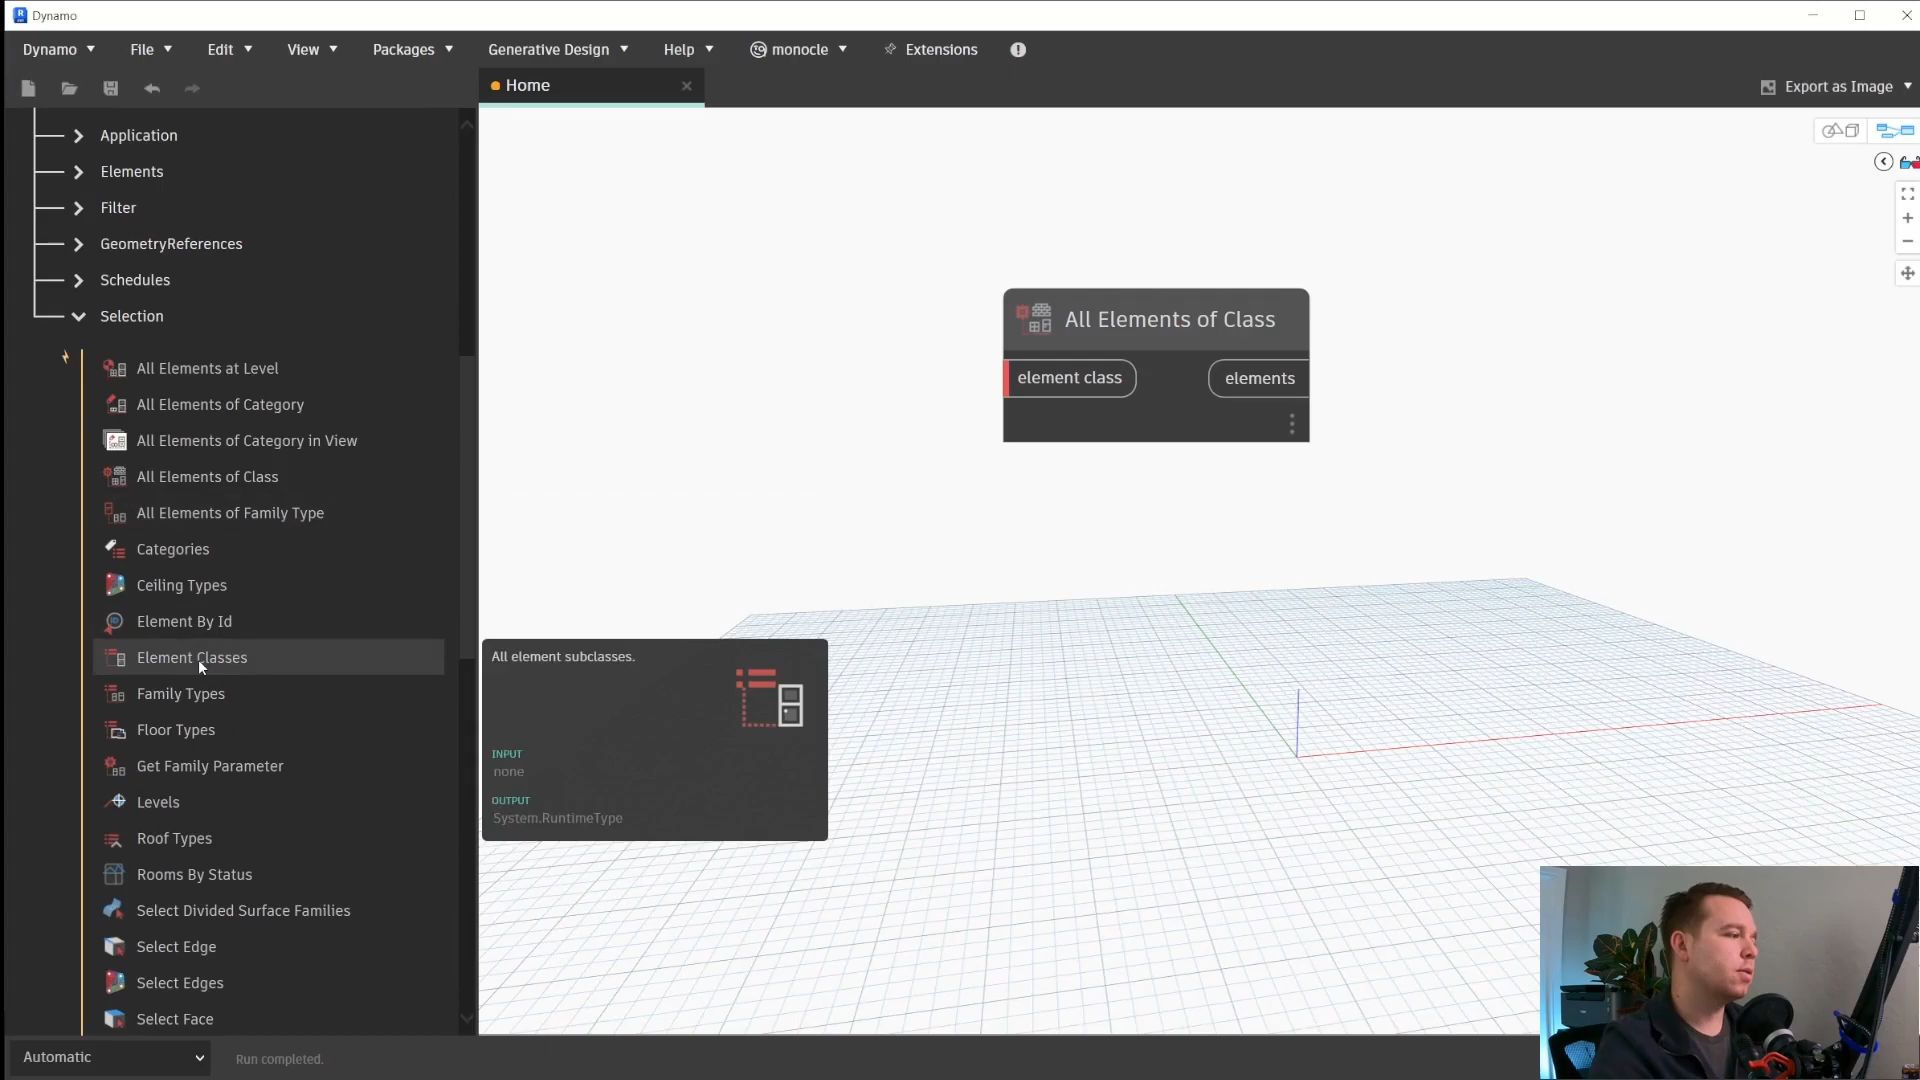 Dynamo
Dynamo File Edit View Packages Generative Design Help monocle Extensions
Home
Export as Image
Application
Elements
Filter
GeometryReferences
Schedules
Selection
All Elements at Level
All Elements of Category
All Elements of Category in View
All Elements of Class
All Elements of Family Type
Categories
Ceiling Types
Element By Id
Element Classes
Family Types
Floor Types
Get Family Parameter
Levels
Roof Types
Rooms By Status
Select Divided Surface Families
Select Edge
Select Edges
Select Face
All Elements of Class
element class elements
All element subclasses.
INPUT
none
OUTPUT
System.RuntimeType
Automatic Run completed.